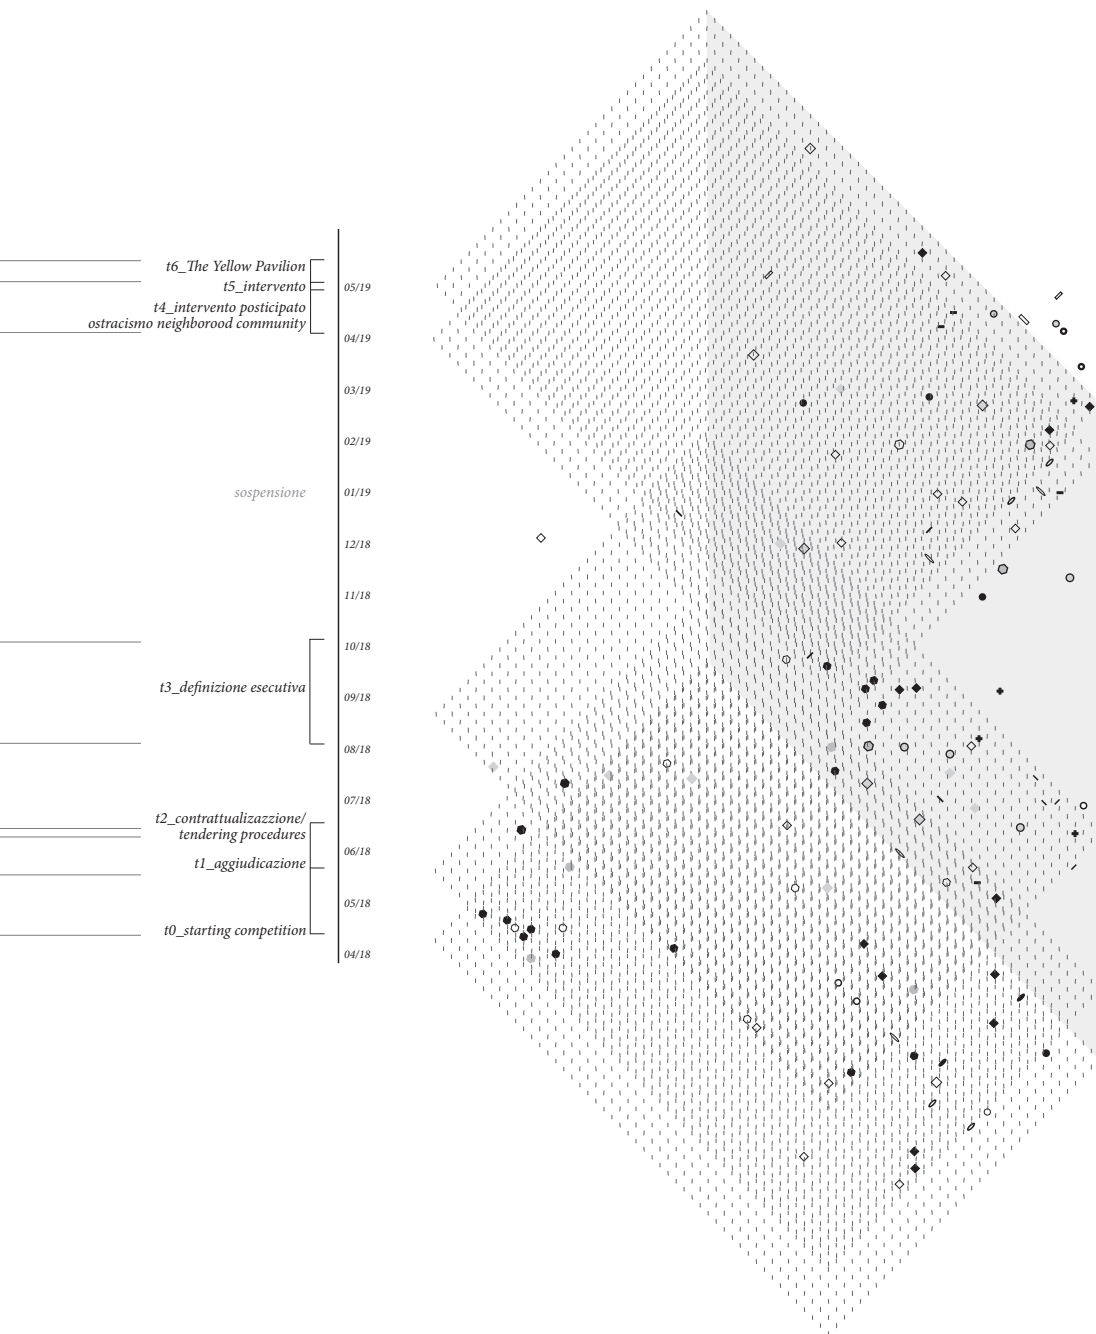 t6_The Yellow Pavilion
t5_intervento
05/19
t4_intervento posticipato
ostracismo neighborood community
04/19
03/19
02/19
sospensione
01/19
12/18
11/18
10/18
t3_definizione esecutiva
09/18
08/18
07/18
t2_contrattualizazzione/
tendering procedures
06/18
t1_aggiudicazione
05/18
t0_starting competition
04/18